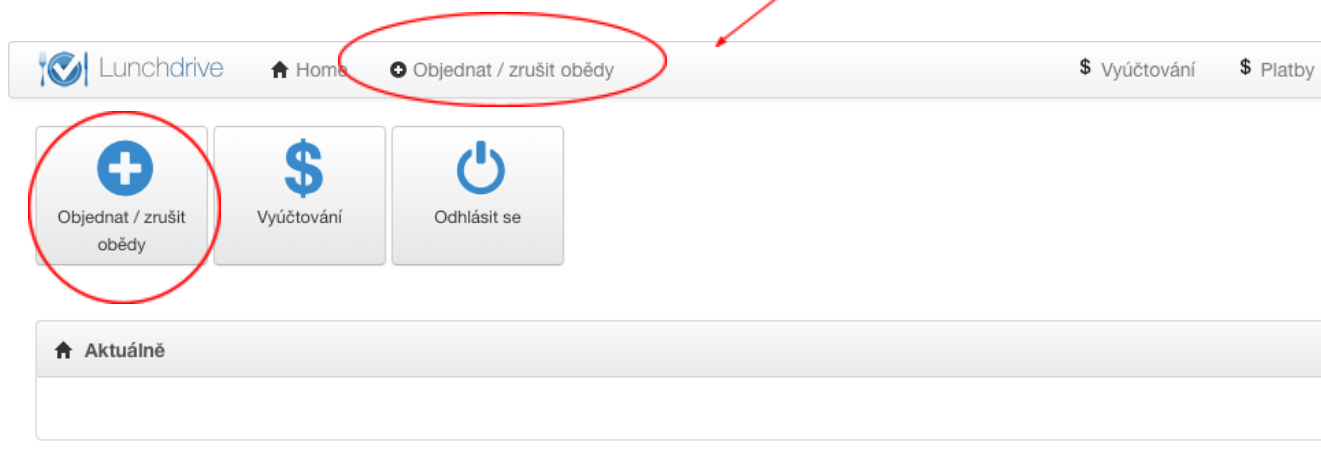 Lunchdrive Home Objednat / zrušit obědy $ Vyúčtování $ Platby
Objednat / zrušit
obědy
$
Vyúčtování
Odhlásit se
Aktuálně